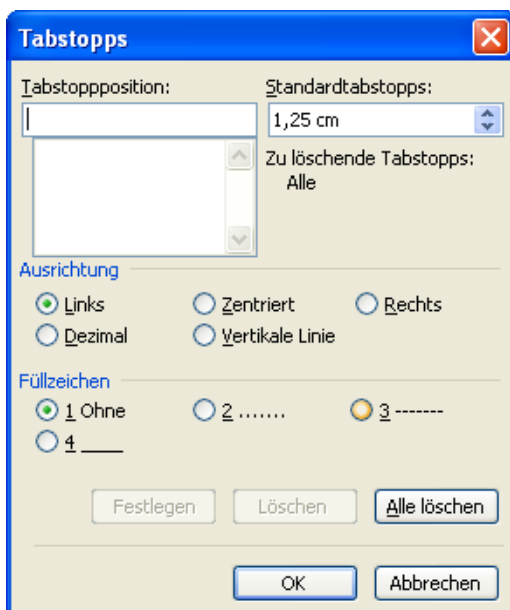 Tabstopps
Tabstoppposition: Standardtabstopps:
1,25 cm
Zu löschende Tabstopps:
Alle
Ausrichtung
Links Zentriert Rechts
Dezimal Vertikale Linie
Füllzeichen
1 Ohne 2 ....... 3 -------
4 ____
Festlegen Löschen Alle löschen
OK Abbrechen